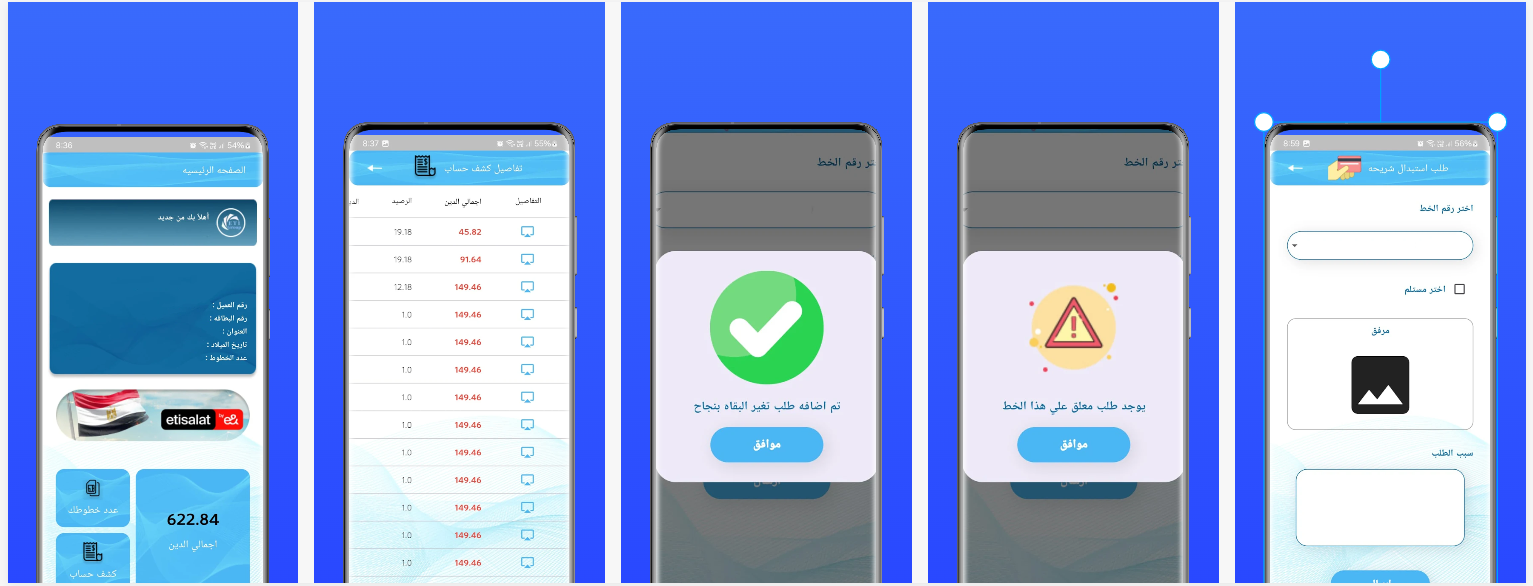 8:36
54%
الصفحه الرئيسيه
أهلا بك من جديد
رقم العميل :
رقم البطاقه :
العنوان :
تاريخ الميلاد :
عدد الخطوط :
etisalat by e&
عدد خطوطك
622.84
اجمالي الدين
كشف حساب
8:37
55%
تفاصيل كشف حساب
التفاصيل اجمالي الدين الرصيد
45.82 19.18
91.64 19.18
149.46 12.18
149.46 1.0
149.46 1.0
149.46 1.0
149.46 1.0
149.46 1.0
149.46 1.0
149.46 1.0
149.46 1.0
149.46 1.0
149.46 1.0
تر رقم الخط
تم اضافه طلب تغير البقاه بنجاح
موافق
ارسال
تر رقم الخط
يوجد طلب معلق علي هذا الخط
موافق
ارسال
8:59
56%
طلب استبدال شريحه
اختر رقم الخط
اختر مستلم
مرفق
سبب الطلب